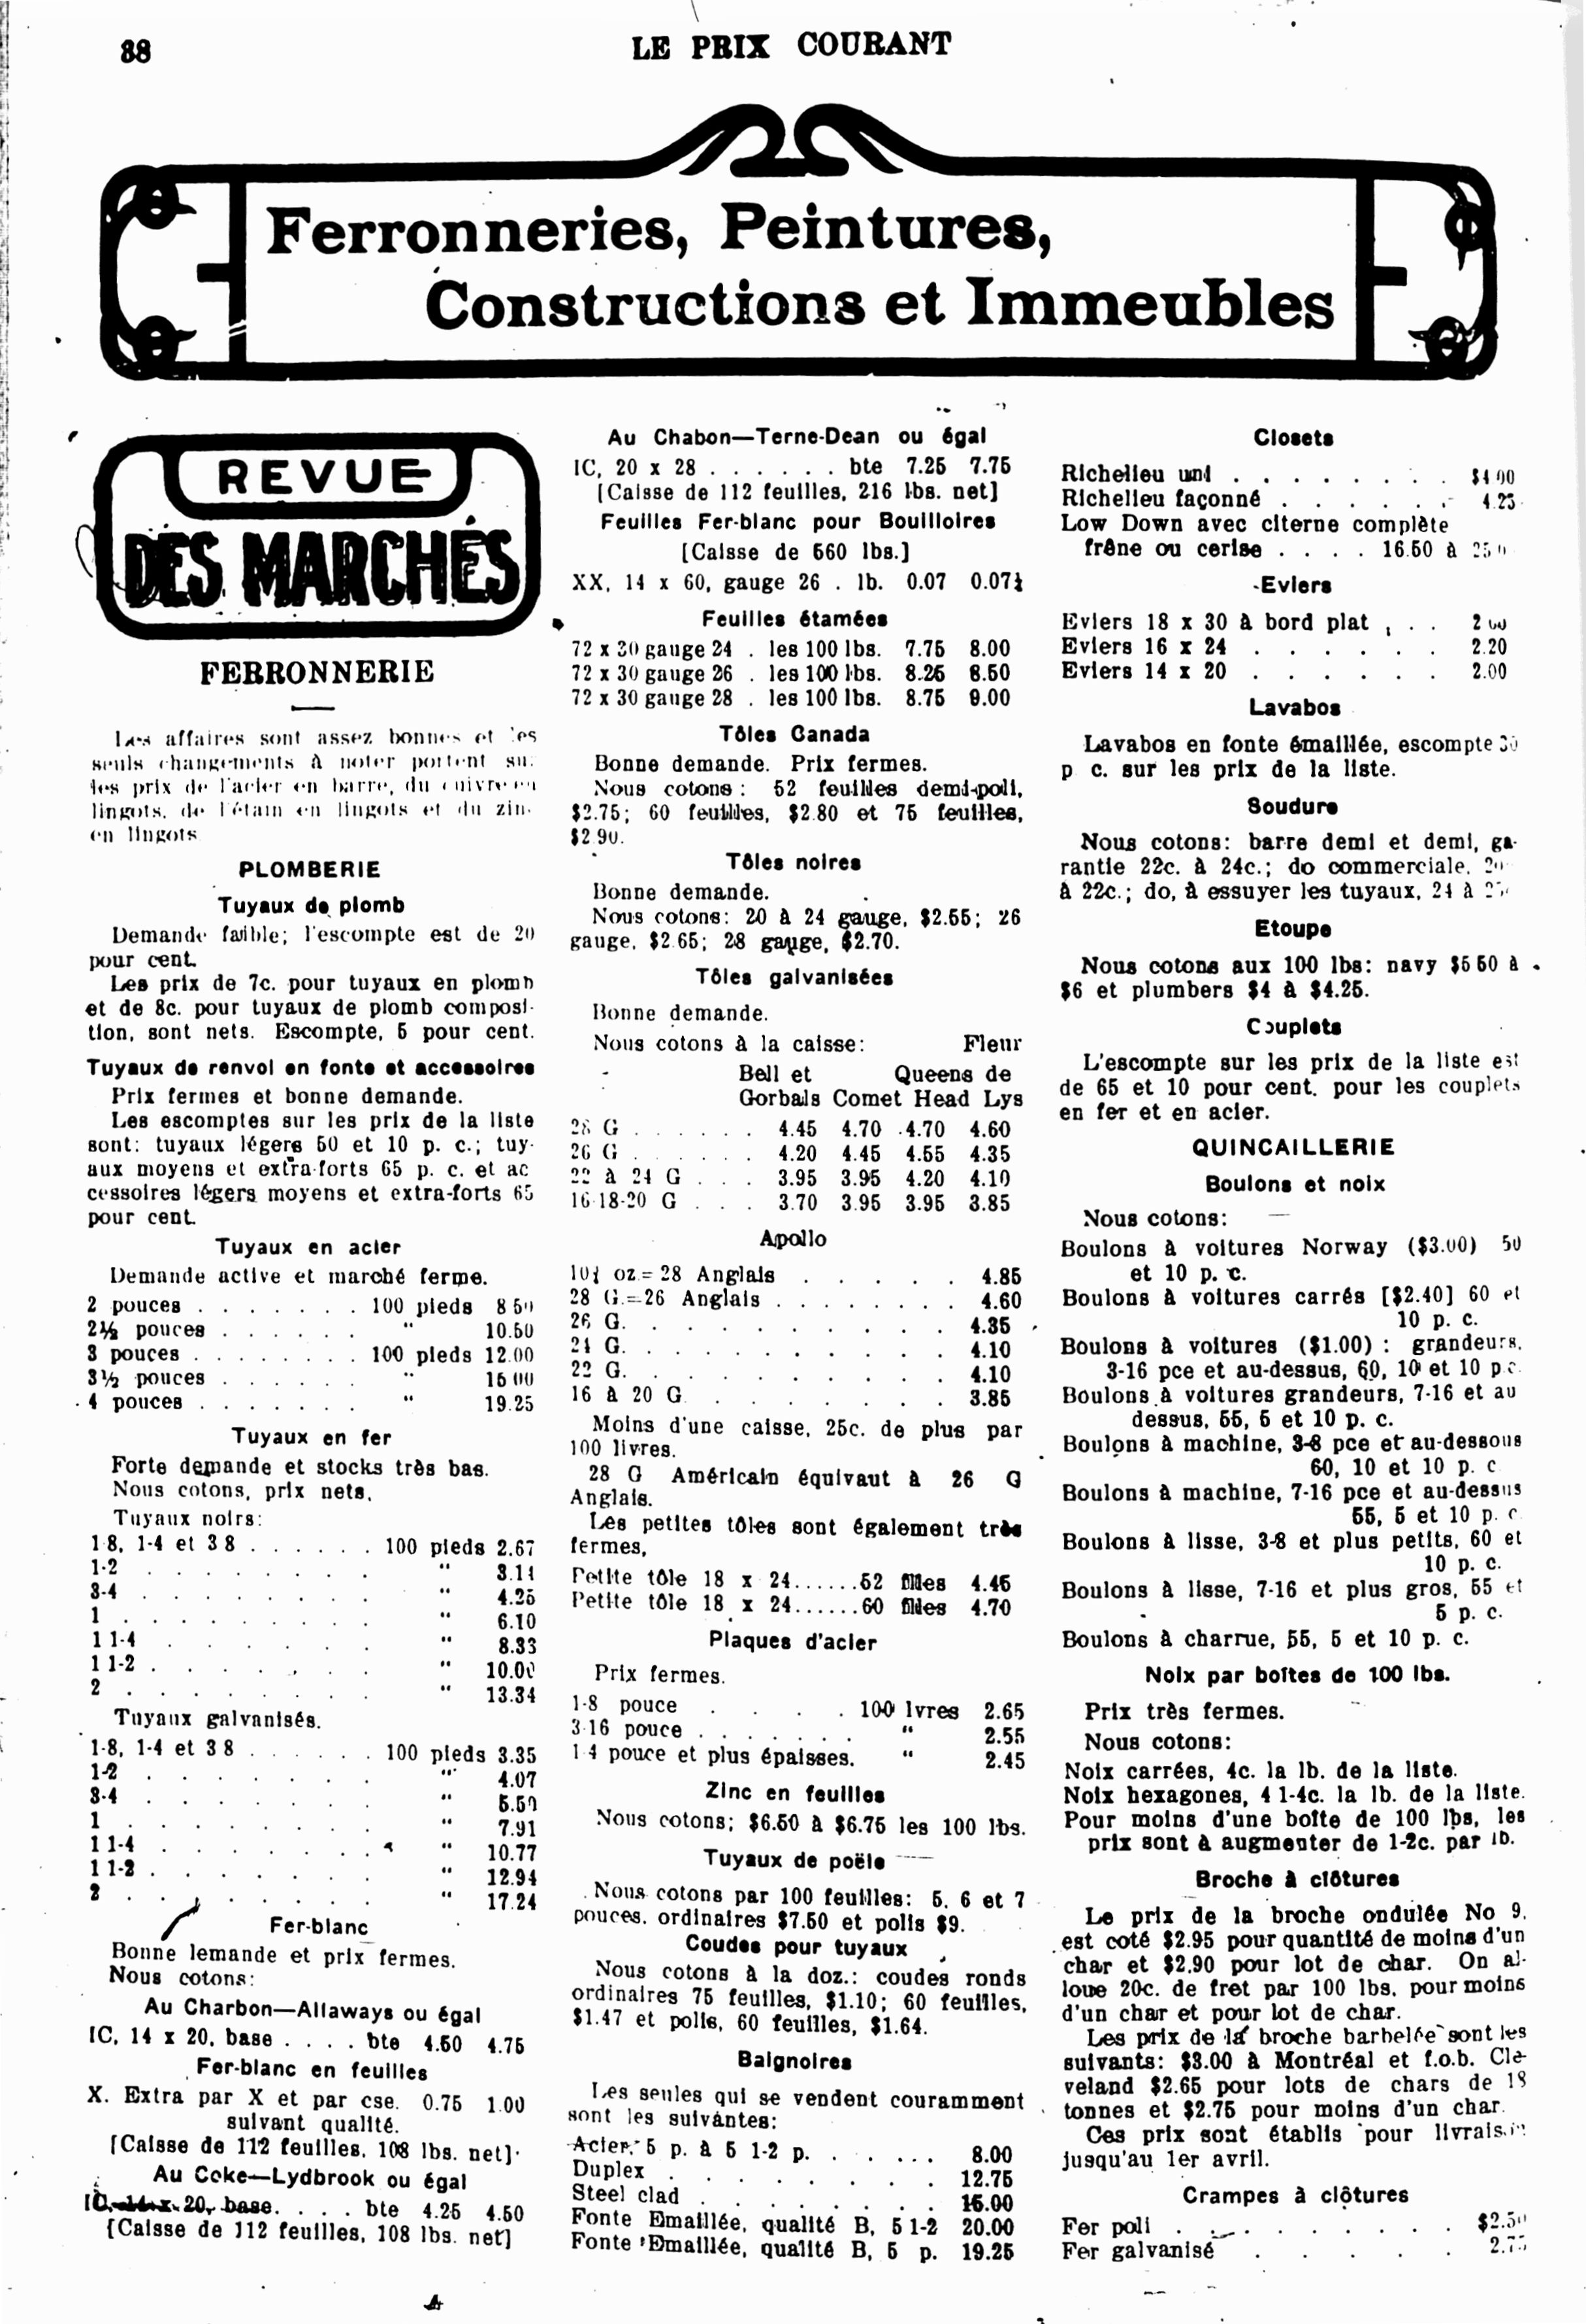 88
LE PRIX COURANT
Ferronneries, Peintures,
Constructions et Immeubles
REVUE
DES MARCHÉS
FERRONNERIE
Les affaires sont assez bonnes et les
seuls changements à noter portent su.
les prix de l'acier en barre, du cuivre en
lingots, de l'étain en lingots et du zinc
en lingots
PLOMBERIE
Tuyaux de plomb
Demande faible; l'escompte est de 20
pour cent.
Les prix de 7c. pour tuyaux en plomb
et de 8c. pour tuyaux de plomb composi-
tion, sont nets. Escompte, 5 pour cent.
Tuyaux de renvoi en fonte et accessoires
Prix fermes et bonne demande.
Les escomptes sur les prix de la liste
sont: tuyaux légers 50 et 10 p. c.; tuy-
aux moyens et extra-forts 65 p. c. et ac
cessoires légers moyens et extra-forts 65
pour cent.
Tuyaux en acier
Demande active et marché ferme.
2 pouces . . . . . . . 100 pieds 8 50
2½ pouces . . . . . . " 10.50
3 pouces . . . . . . . . 100 pieds 12.00
3½ pouces . . . . . . " 15 00
4 pouces . . . . . . . " 19.25
Tuyaux en fer
Forte demande et stocks très bas.
Nous cotons, prix nets,
Tuyaux noirs:
1-8, 1-4 et 3 8 . . . . . . 100 pieds 2.67
1-2 . . . . . . . . " 3.11
3-4 . . . . . . . . " 4.25
1 . . . . . . . . . " 6.10
1 1-4 . . . . . . . " 8.33
1 1-2 . . . . . . . " 10.00
2 . . . . . . . . " 13.34
Tuyaux galvanisés.
1-8, 1-4 et 3 8 . . . . . . 100 pieds 3.35
1-2 . . . . . . . . " 4.07
3-4 . . . . . . . . " 5.50
1 . . . . . . . . . " 7.91
1 1-4 . . . . . . . " 10.77
1 1-2 . . . . . . . " 12.94
2 . . . . . . . . " 17.24
Fer-blanc
Bonne lemande et prix fermes.
Nous cotons:
Au Charbon—Allaways ou égal
IC, 14 x 20, base . . . . bte 4.50 4.75
Fer-blanc en feuilles
X. Extra par X et par cse. 0.75 1.00
suivant qualité.
[Caisse de 112 feuilles, 108 lbs. net]
Au Coke—Lydbrook ou égal
IC, 14 x 20, base. . . . bte 4.25 4.50
[Caisse de 112 feuilles, 108 lbs. net]
Au Chabon—Terne-Dean ou égal
IC, 20 x 28 . . . . . . bte 7.25 7.75
[Caisse de 112 feuilles, 216 lbs. net]
Feuilles Fer-blanc pour Bouilloires
[Caisse de 560 lbs.]
XX, 14 x 60, gauge 26 . lb. 0.07 0.07½
Feuilles étamées
72 x 30 gauge 24 . les 100 lbs. 7.75 8.00
72 x 30 gauge 26 . les 100 lbs. 8.25 8.50
72 x 30 gauge 28 . les 100 lbs. 8.75 9.00
Tôles Canada
Bonne demande. Prix fermes.
Nous cotons : 52 feuilles demi-poli,
$2.75; 60 feuilles, $2.80 et 75 feuilles,
$2 90.
Tôles noires
Bonne demande.
Nous cotons: 20 à 24 gauge, $2.55; 26
gauge, $2 65; 28 gauge, $2.70.
Tôles galvanisées
Bonne demande.
Nous cotons à la caisse: Fleur
Bell et Queens de
Gorbals Comet Head Lys
28 G . . . . . . 4.45 4.70 4.70 4.60
26 G . . . . . . 4.20 4.45 4.55 4.35
22 à 24 G . . . 3.95 3.95 4.20 4.10
16-18-20 G . . . 3.70 3.95 3.95 3.85
Apollo
10¾ oz = 28 Anglais . . . . . 4.85
28 G.=26 Anglais . . . . . . . . 4.60
26 G. . . . . . . . . . . . 4.35
24 G. . . . . . . . . . . . 4.10
22 G. . . . . . . . . . . . 4.10
16 à 20 G . . . . . . . . 3.85
Moins d'une caisse, 25c. de plus par
100 livres.
28 G Américain équivaut à 26 G
Anglais.
Les petites tôles sont également très
fermes,
Petite tôle 18 x 24......52 flles 4.45
Petite tôle 18 x 24......60 flles 4.70
Plaques d'acier
Prix fermes.
1-8 pouce . . . . 100 lvres 2.65
3-16 pouce . . . . . . . " 2.55
1 4 pouce et plus épaisses. " 2.45
Zinc en feuilles
Nous cotons; $6.50 à $6.75 les 100 lbs.
Tuyaux de poële
Nous cotons par 100 feuilles: 5, 6 et 7
pouces, ordinaires $7.50 et polis $9.
Coudes pour tuyaux
Nous cotons à la doz.: coudes ronds
ordinaires 75 feuilles, $1.10; 60 feuilles,
$1.47 et polis, 60 feuilles, $1.64.
Baignoires
Les seules qui se vendent couramment
sont les suivantes:
Acier, 5 p. à 5 1-2 p. . . . . . 8.00
Duplex . . . . . . . . . 12.75
Steel clad . . . . . . . . 15.00
Fonte Emaillée, qualité B, 5 1-2 20.00
Fonte Emaillée, qualité B, 5 p. 19.25
Closets
Richelieu uni . . . . . . . . $4 00
Richelieu façonné . . . . . . 4.25
Low Down avec citerne complète
frêne ou cerise . . . . 16.50 à
Eviers
Eviers 18 x 30 à bord plat , . . 2 60
Eviers 16 x 24 . . . . . . 2.20
Eviers 14 x 20 . . . . . . 2.00
Lavabos
Lavabos en fonte émaillée, escompte 30
p c. sur les prix de la liste.
Soudure
Nous cotons: barre demi et demi, ga-
rantie 22c. à 24c.; do commerciale,
à 22c.; do, à essuyer les tuyaux, 24 à
Etoupe
Nous cotons aux 100 lbs: navy $5 50 à
$6 et plumbers $4 à $4.25.
Couplets
L'escompte sur les prix de la liste est
de 65 et 10 pour cent. pour les couplets
en fer et en acier.
QUINCAILLERIE
Boulons et noix
Nous cotons:
Boulons à voitures Norway ($3.00) 50
et 10 p. c.
Boulons à voitures carrés [$2.40] 60 et
10 p. c.
Boulons à voitures ($1.00) : grandeurs,
3-16 pce et au-dessus, 60, 10 et 10 p.c.
Boulons à voitures grandeurs, 7-16 et au
dessus, 55, 5 et 10 p. c.
Boulons à machine, 3-8 pce et au-dessous
60, 10 et 10 p. c
Boulons à machine, 7-16 pce et au-dessus
55, 5 et 10 p. c
Boulons à lisse, 3-8 et plus petits, 60 et
10 p. c.
Boulons à lisse, 7-16 et plus gros, 55 et
5 p. c.
Boulons à charrue, 55, 5 et 10 p. c.
Noix par boîtes de 100 lbs.
Prix très fermes.
Nous cotons:
Noix carrées, 4c. la lb. de la liste.
Noix hexagones, 4 1-4c. la lb. de la liste.
Pour moins d'une boîte de 100 lbs, les
prix sont à augmenter de 1-2c. par lb.
Broche à clôtures
Le prix de la broche ondulée No 9,
est coté $2.95 pour quantité de moins d'un
char et $2.90 pour lot de char. On al-
loue 20c. de fret par 100 lbs. pour moins
d'un char et pour lot de char.
Les prix de la broche barbelée sont les
suivants: $3.00 à Montréal et f.o.b. Cle-
veland $2.65 pour lots de chars de 18
tonnes et $2.75 pour moins d'un char.
Ces prix sont établis pour livraison
jusqu'au 1er avril.
Crampes à clôtures
Fer poli . . . . . . . . . $2.50
Fer galvanisé . . . . . 2.75